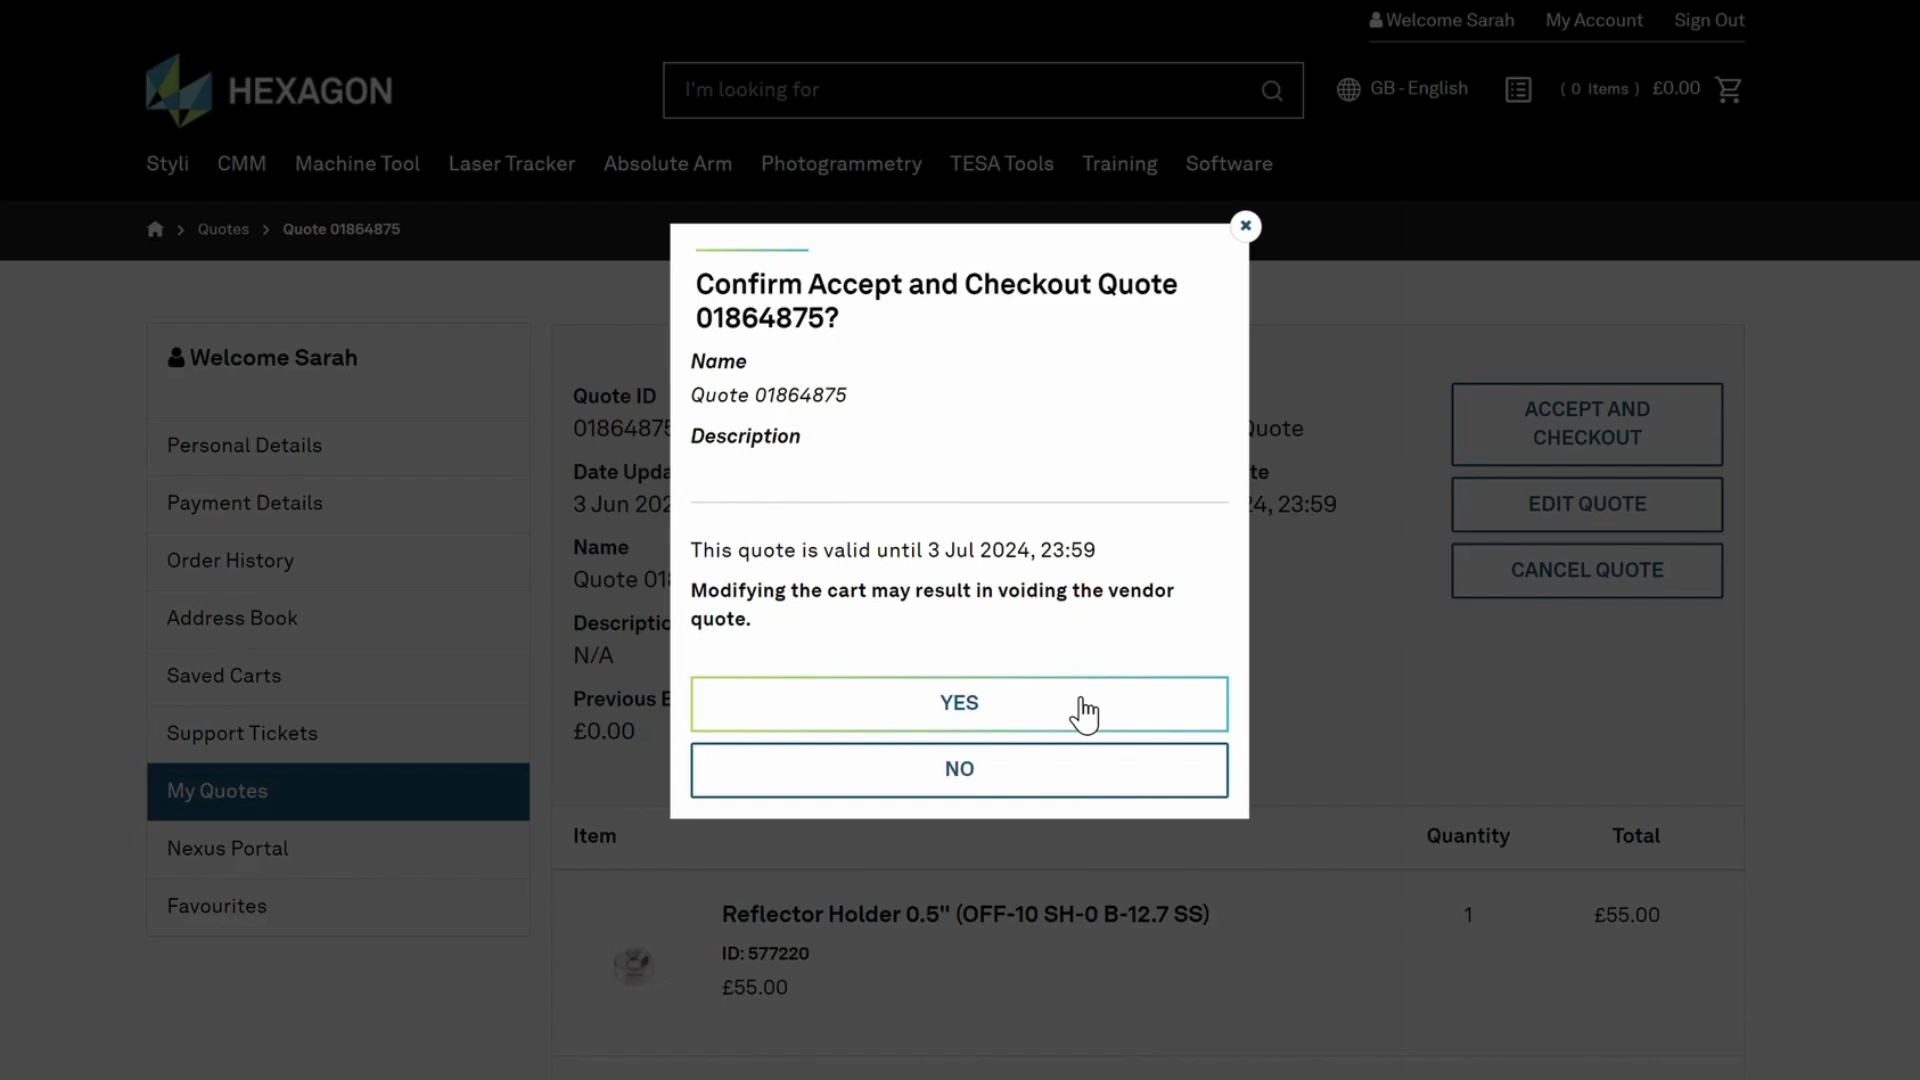 Welcome Sarah My Account Sign Out
HEXAGON
I'm looking for
GB - English
( 0 Items ) £0.00
Styli CMM Machine Tool Laser Tracker Absolute Arm Photogrammetry TESA Tools Training Software
Quotes > Quote 01864875
Welcome Sarah
Personal Details
Payment Details
Order History
Address Book
Saved Carts
Support Tickets
My Quotes
Nexus Portal
Favourites
Confirm Accept and Checkout Quote
01864875?
Name
Quote 01864875
Description
This quote is valid until 3 Jul 2024, 23:59
Modifying the cart may result in voiding the vendor
quote.
YES
NO
Quote ID
01864875
Date
3 Jun
23:59
Name
Quote
N/A
Previous
£0.00
ACCEPT AND
CHECKOUT
EDIT QUOTE
CANCEL QUOTE
Item Quantity Total
Reflector Holder 0.5" (OFF-10 SH-0 B-12.7 SS) 1 £55.00
ID: 577220
£55.00